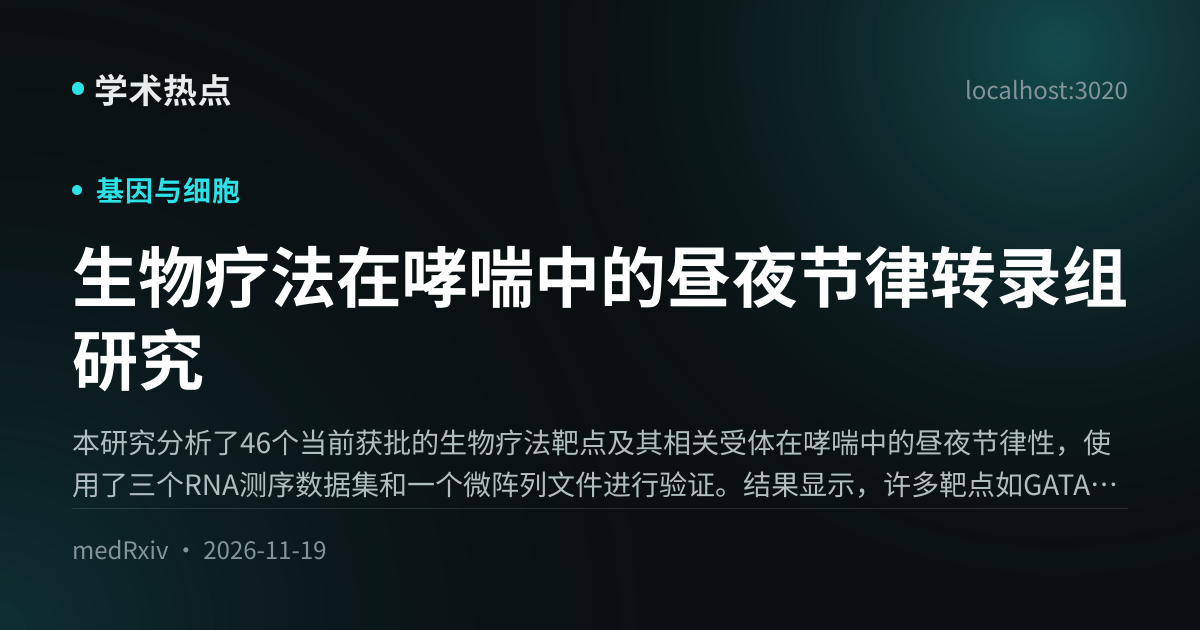 学术热点
localhost:3020
基因与细胞
生物疗法在哮喘中的昼夜节律转录组
研究
本研究分析了46个当前获批的生物疗法靶点及其相关受体在哮喘中的昼夜节律性，使
用了三个RNA测序数据集和一个微阵列文件进行验证。结果显示，许多靶点如GATA…
medRxiv • 2026-11-19